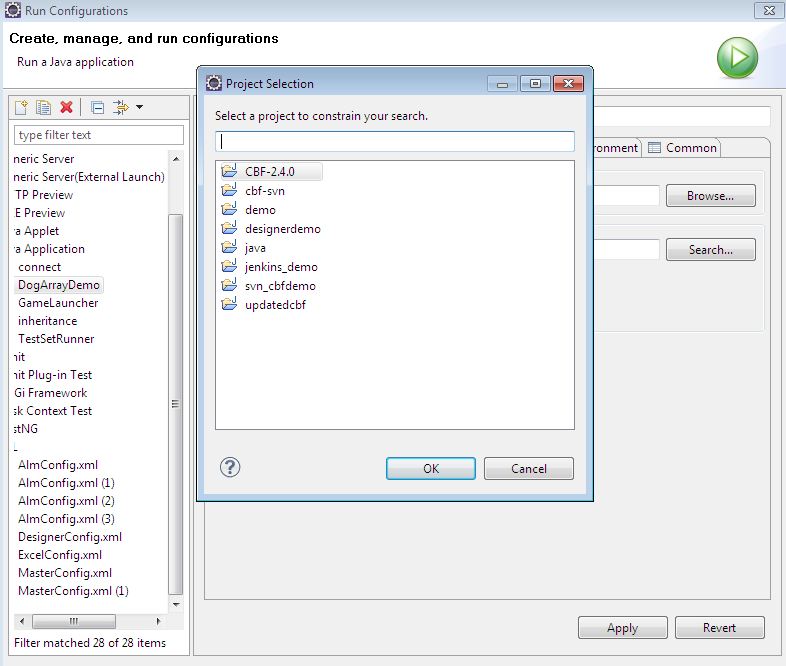 Run Configurations
Create, manage, and run configurations
Run a Java application
type filter text
neric Server
neric Server(External Launch)
TP Preview
E Preview
va Applet
va Application
connect
DogArrayDemo
GameLauncher
inheritance
TestSetRunner
nit
nit Plug-in Test
Gi Framework
sk Context Test
stNG
L
AlmConfig.xml
AlmConfig.xml (1)
AlmConfig.xml (2)
AlmConfig.xml (3)
DesignerConfig.xml
ExcelConfig.xml
MasterConfig.xml
MasterConfig.xml (1)
Filter matched 28 of 28 items
Project Selection
Select a project to constrain your search.
CBF-2.4.0
cbf-svn
demo
designerdemo
java
jenkins_demo
svn_cbfdemo
updatedcbf
OK Cancel
ronment Common
Browse...
Search...
Apply Revert